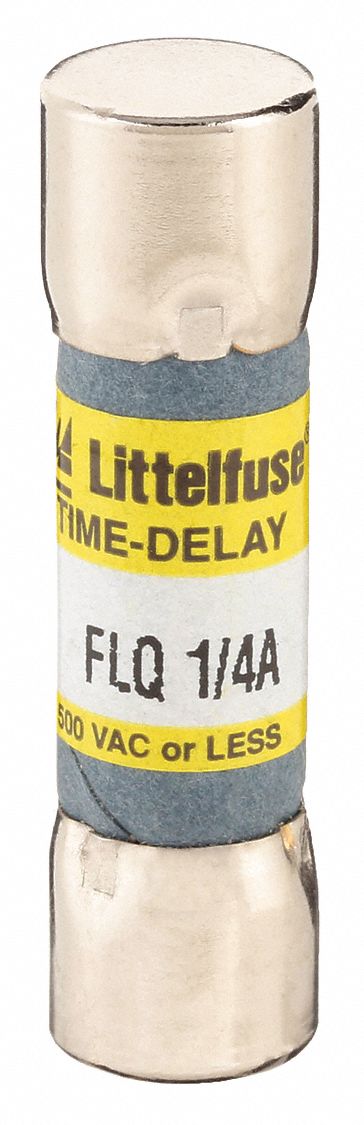 Littelfuse®
TIME-DELAY
FLQ 1/4A
500 VAC or LESS